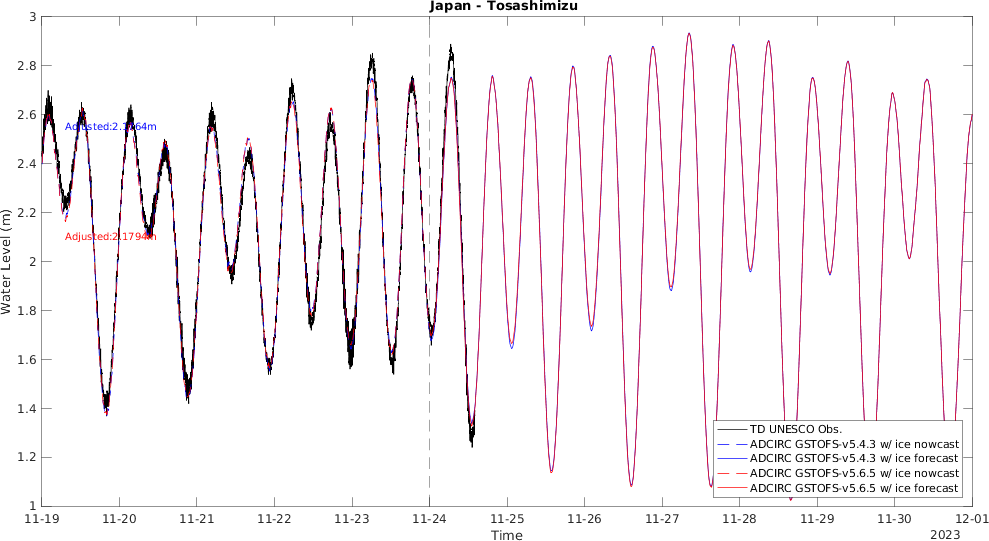 Japan - Tosashimizu
3
2.8
2.6
2.4
2.2
2
1.8
1.6
1.4
1.2
1
Water Level (m)
Adjusted:2.1794m
TD UNESCO Obs.
ADCIRC GSTOFS-v5.4.3 w/ ice nowcast
ADCIRC GSTOFS-v5.4.3 w/ ice forecast
ADCIRC GSTOFS-v5.6.5 w/ ice nowcast
ADCIRC GSTOFS-v5.6.5 w/ ice forecast
11-19 11-20 11-21 11-22 11-23 11-24 11-25 11-26 11-27 11-28 11-29 11-30 12-01
Time
2023